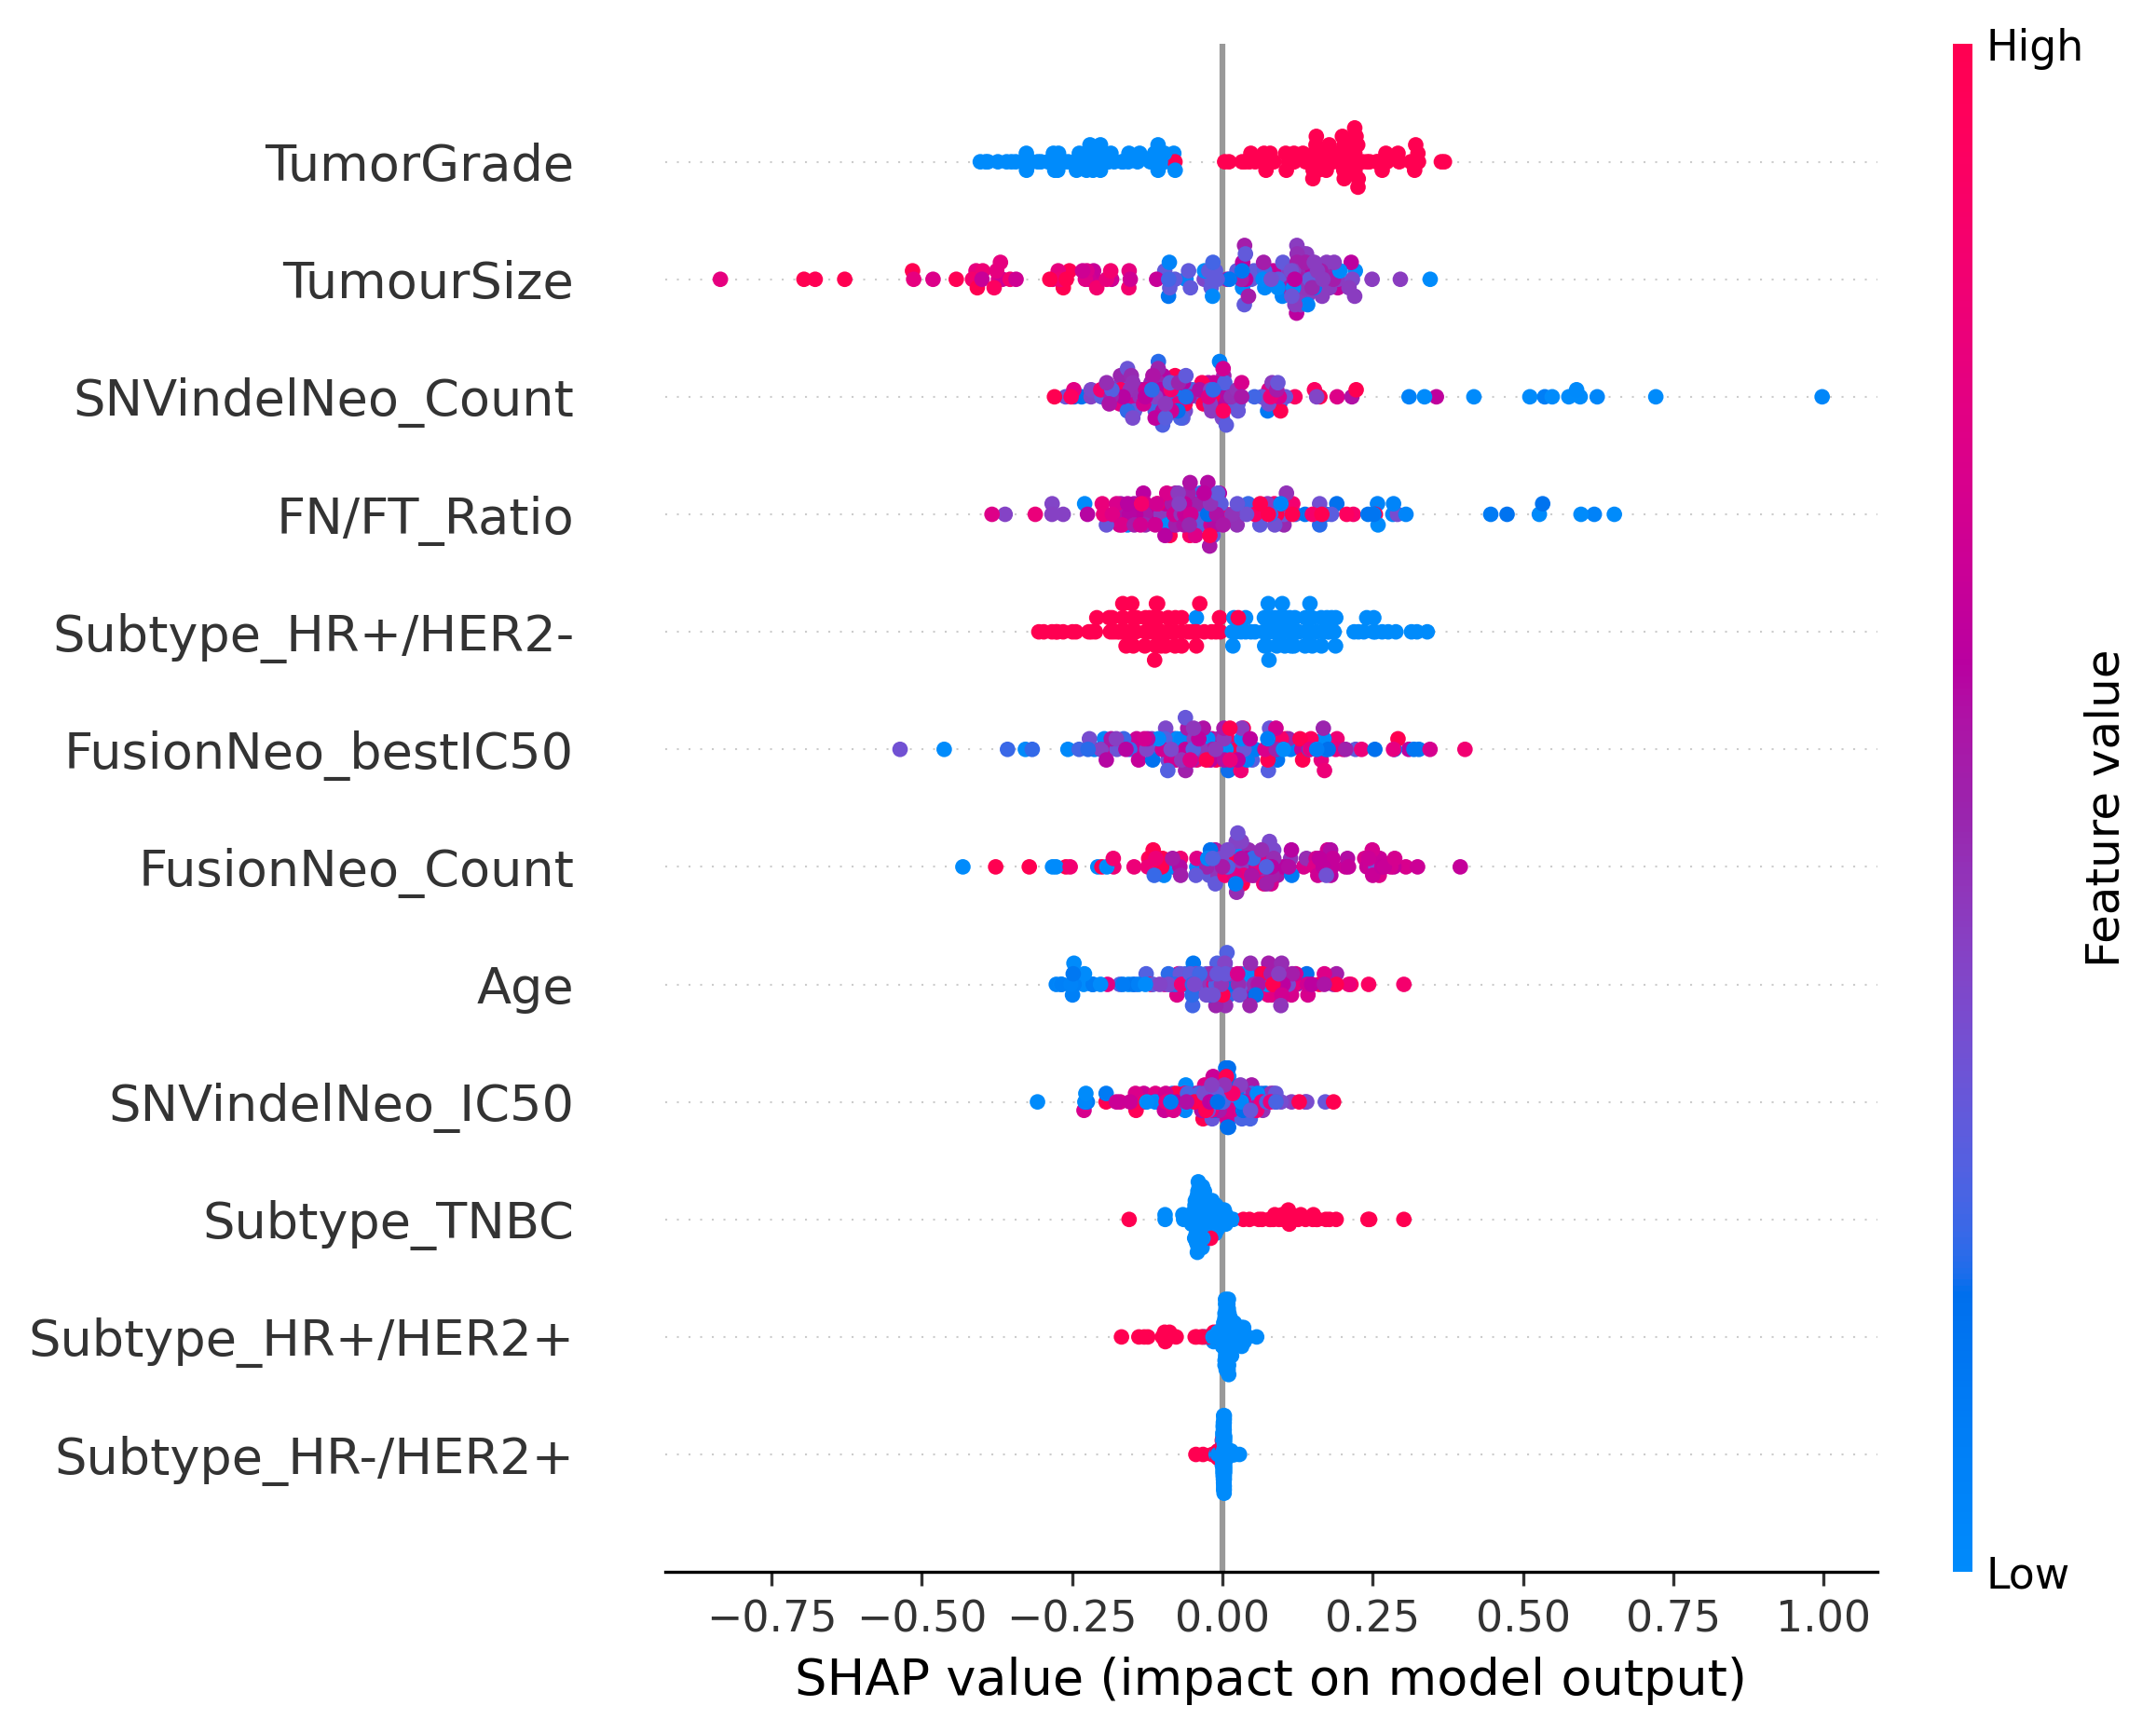 High
TumorGrade
TumourSize
SNVindelNeo_Count
FN/FT_Ratio
Subtype_HR+/HER2-
FusionNeo_bestIC50
FusionNeo_Count
Age
SNVindelNeo_IC50
Subtype_TNBC
Subtype_HR+/HER2+
Subtype_HR-/HER2+
Feature value
Low
−0.75 −0.50 −0.25 0.00 0.25 0.50 0.75 1.00
SHAP value (impact on model output)